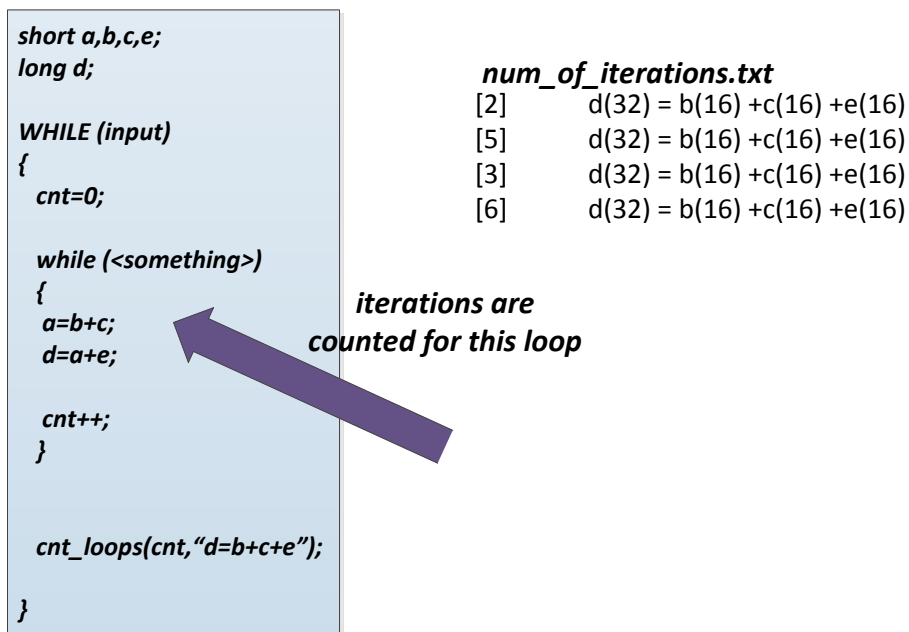 short a,b,c,e;
long d;
WHILE (input)
{
cnt=0;
while (<something>)
{
a=b+c;
d=a+e;
cnt++;
}
cnt_loops(cnt,“d=b+c+e”);
}
num_of_iterations.txt
[2] d(32) = b(16) +c(16) +e(16)
[5] d(32) = b(16) +c(16) +e(16)
[3] d(32) = b(16) +c(16) +e(16)
[6] d(32) = b(16) +c(16) +e(16)
iterations are
counted for this loop